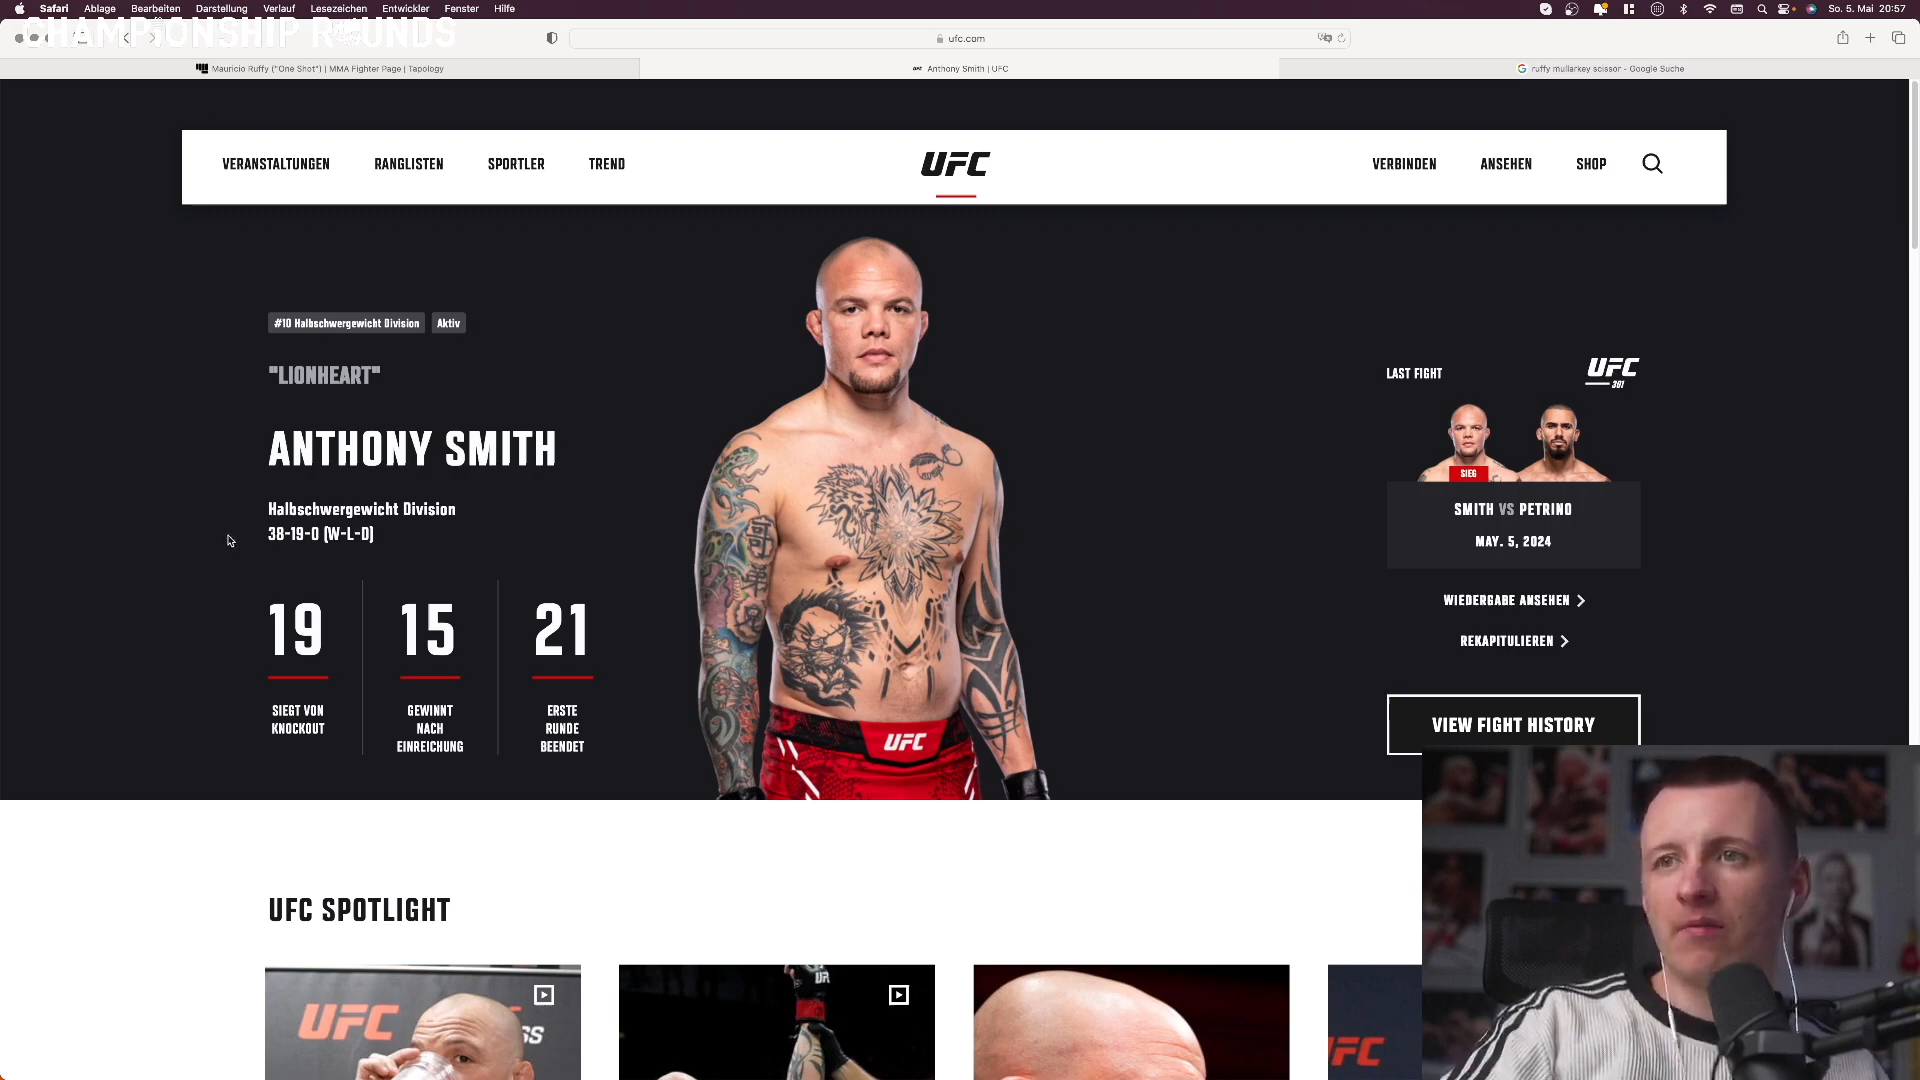 Safari Ablage Bearbeiten Darstellung Verlauf Lesezeichen Entwickler Fenster Hilfe
So. 5. Mai 20:57
CHAMPIONSHIP ROUNDS
ufc.com
Mauricio Ruffy ("One Shot") | MMA Fighter Page | Tapology
Anthony Smith | UFC
ruffy mullarkey scissor - Google Suche
VERANSTALTUNGEN RANGLISTEN SPORTLER TREND
UFC
VERBINDEN ANSEHEN SHOP
#10 Halbschwergewicht Division Aktiv
"LIONHEART"
ANTHONY SMITH
Halbschwergewicht Division
38-19-0 (W-L-D)
19
SIEGT VON
KNOCKOUT
15
GEWINNT
NACH
EINREICHUNG
21
ERSTE
RUNDE
BEENDET
UFC
LAST FIGHT
UFC
301
SIEG
SMITH VS PETRINO
MAY. 5, 2024
WIEDERGABE ANSEHEN
REKAPITULIEREN
VIEW FIGHT HISTORY
UFC SPOTLIGHT
UFC
UFC